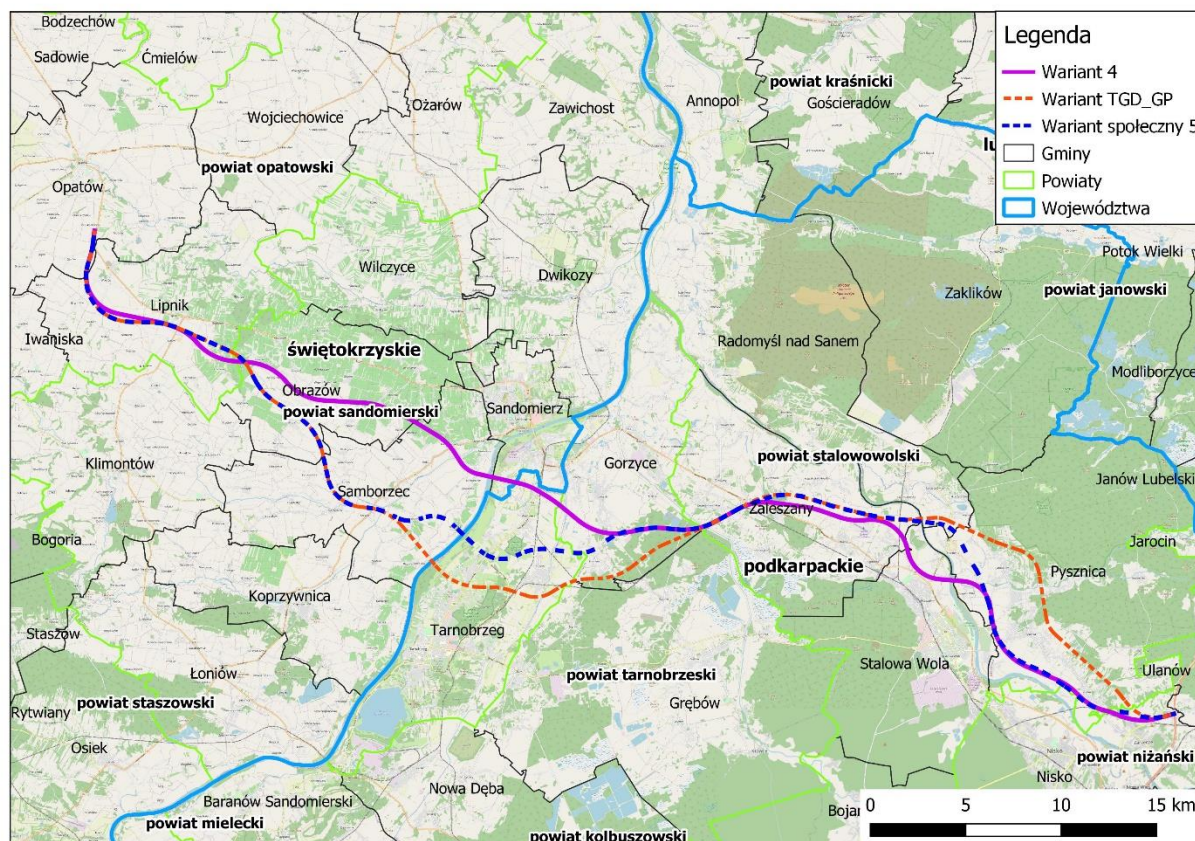 Bodzechów
Sadowie
Ćmielów
Ożarów
Zawichost
Annopol
powiat kraśnicki
Gościeradów
Wojciechowice
powiat opatowski
Opatów
Legenda
Wariant 4
Wariant TGD_GP
Wariant społeczny 5
Gminy
Powiaty
Województwa
lu
Wilczyce
Dwikozy
Potok Wielki
Zaklików
powiat janowski
Lipnik
Iwaniska
świętokrzyskie
Radomyśl nad Sanem
Modliborzyce
Obrazów
powiat sandomierski
Sandomierz
Klimontów
Gorzyce
powiat stalowowolski
Janów Lubelski
Samborzec
Zaleszany
Bogoria
Jarocin
podkarpackie
Pysznica
Koprzywnica
Staszów
Tarnobrzeg
Łoniów
Stalowa Wola
Ulanów
powiat staszowski
powiat tarnobrzeski
Rytwiany
Grębów
Osiek
powiat niżański
Nisko
Baranów Sandomierski
Nowa Dęba
powiat mielecki
Bojan
powiat kolbuszowski
0 5 10 15 km